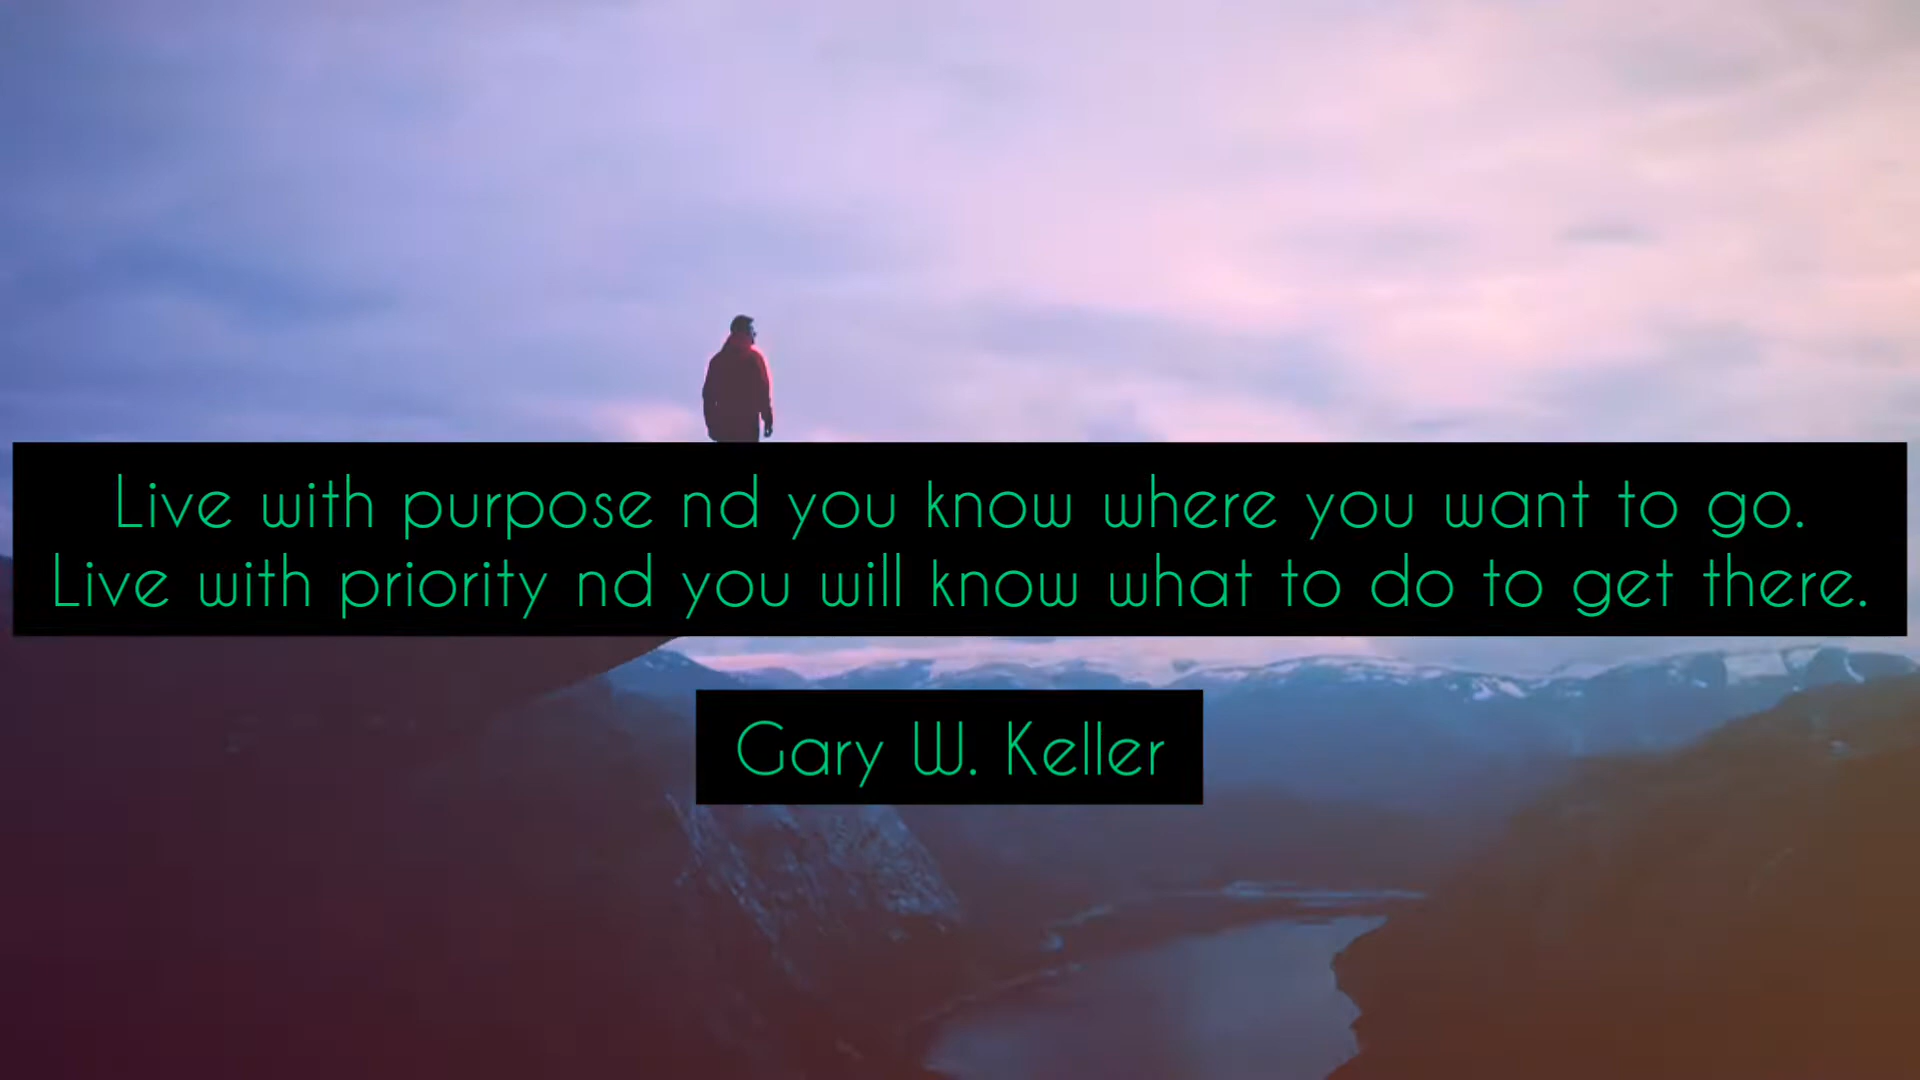 Live with purpose nd you know where you want to go.
Live with priority nd you will know what to do to get there.
Gary W. Keller